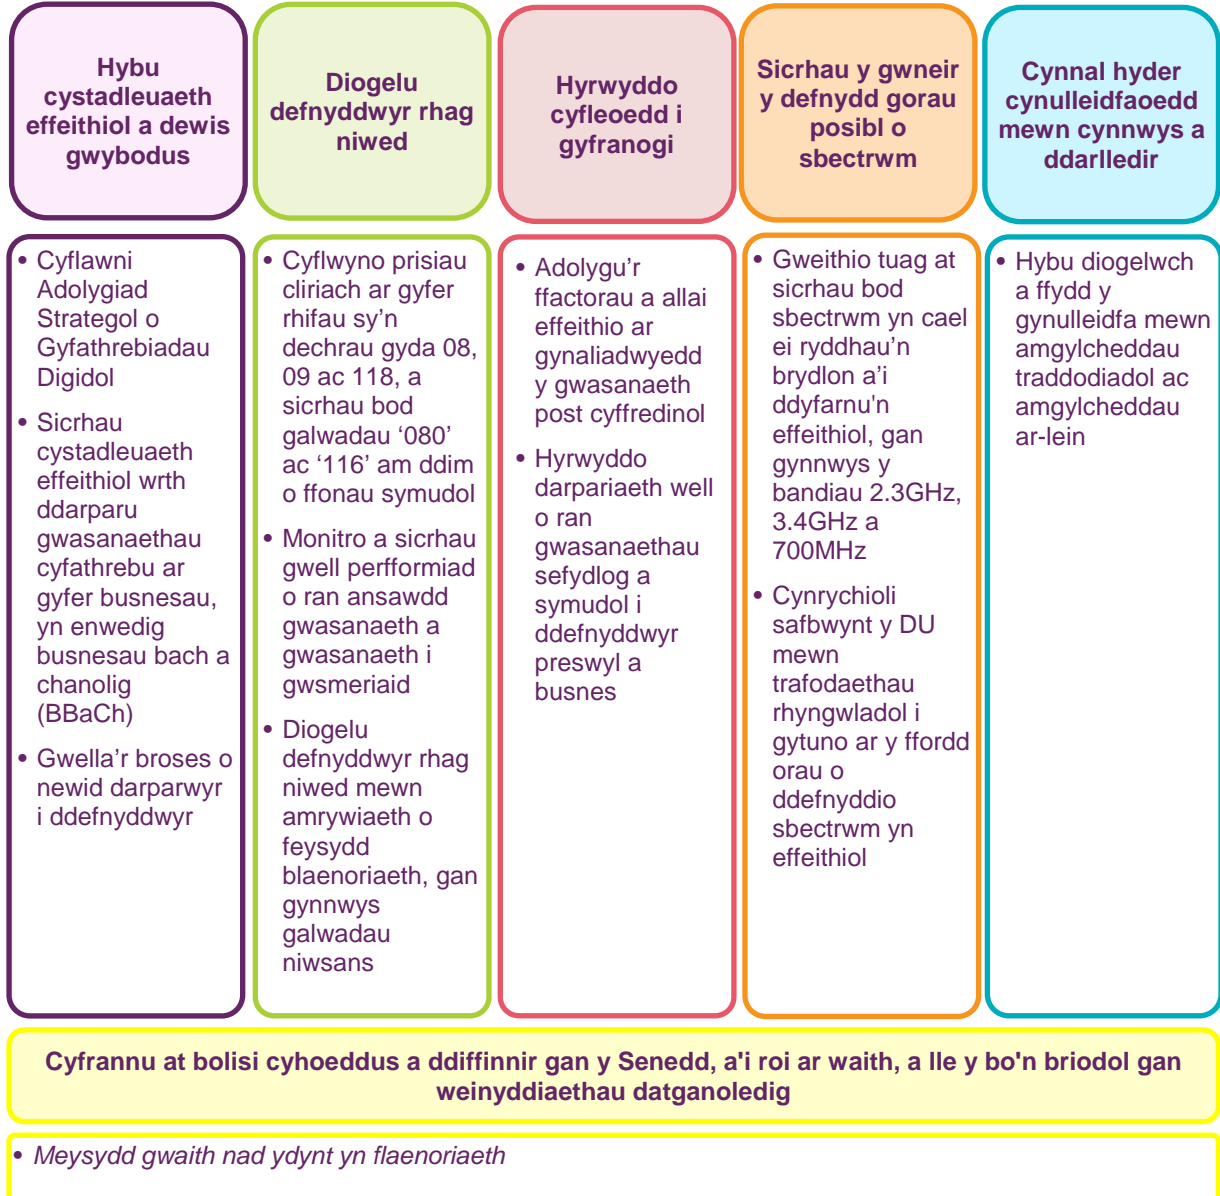 Hybu
cystadleuaeth
effeithiol a dewis
gwybodus
Diogelu
defnyddwyr rhag
niwed
Hyrwyddo
cyfleoedd i
gyfranogi
Sicrhau y gwneir
y defnydd gorau
posibl o
sbectrwm
Cynnal hyder
cynulleidfaoedd
mewn cynnwys a
ddarlledir
• Cyflawni
Adolygiad
Strategol o
Gyfathrebiadau
Digidol
• Sicrhau
cystadleuaeth
effeithiol wrth
ddarparu
gwasanaethau
cyfathrebu ar
gyfer busnesau,
yn enwedig
busnesau bach a
chanolig
(BBaCh)
• Gwella’r broses o
newid darparwyr
i ddefnyddwyr
• Cyflwyno prisiau
cliriach ar gyfer
rhifau sy’n
dechrau gyda 08,
09 ac 118, a
sicrhau bod
galwadau ‘080’
ac ‘116’ am ddim
o ffonau symudol
• Monitro a sicrhau
gwell perfformiad
o ran ansawdd
gwasanaeth a
gwasanaeth i
gwsmeriaid
• Diogelu
defnyddwyr rhag
niwed mewn
amrywiaeth o
feysydd
blaenoriaeth, gan
gynnwys
galwadau
niwsans
• Adolygu’r
ffactorau a allai
effeithio ar
gynaliadwyedd
y gwasanaeth
post cyffredinol
• Hyrwyddo
darpariaeth well
o ran
gwasanaethau
sefydlog a
symudol i
ddefnyddwyr
preswyl a
busnes
• Gweithio tuag at
sicrhau bod
sbectrwm yn cael
ei ryddhau’n
brydlon a’i
ddyfarnu'n
effeithiol, gan
gynnwys y
bandiau 2.3GHz,
3.4GHz a
700MHz
• Cynrychioli
safbwynt y DU
mewn
trafodaethau
rhyngwladol i
gytuno ar y ffordd
orau o
ddefnyddio
sbectrwm yn
effeithiol
• Hybu diogelwch
a ffydd y
gynulleidfa mewn
amgylcheddau
traddodiadol ac
amgylcheddau
ar-lein
Cyfrannu at bolisi cyhoeddus a ddiffinnir gan y Senedd, a'i roi ar waith, a lle y bo'n briodol gan
weinyddiaethau datganoledig
• Meysydd gwaith nad ydynt yn flaenoriaeth